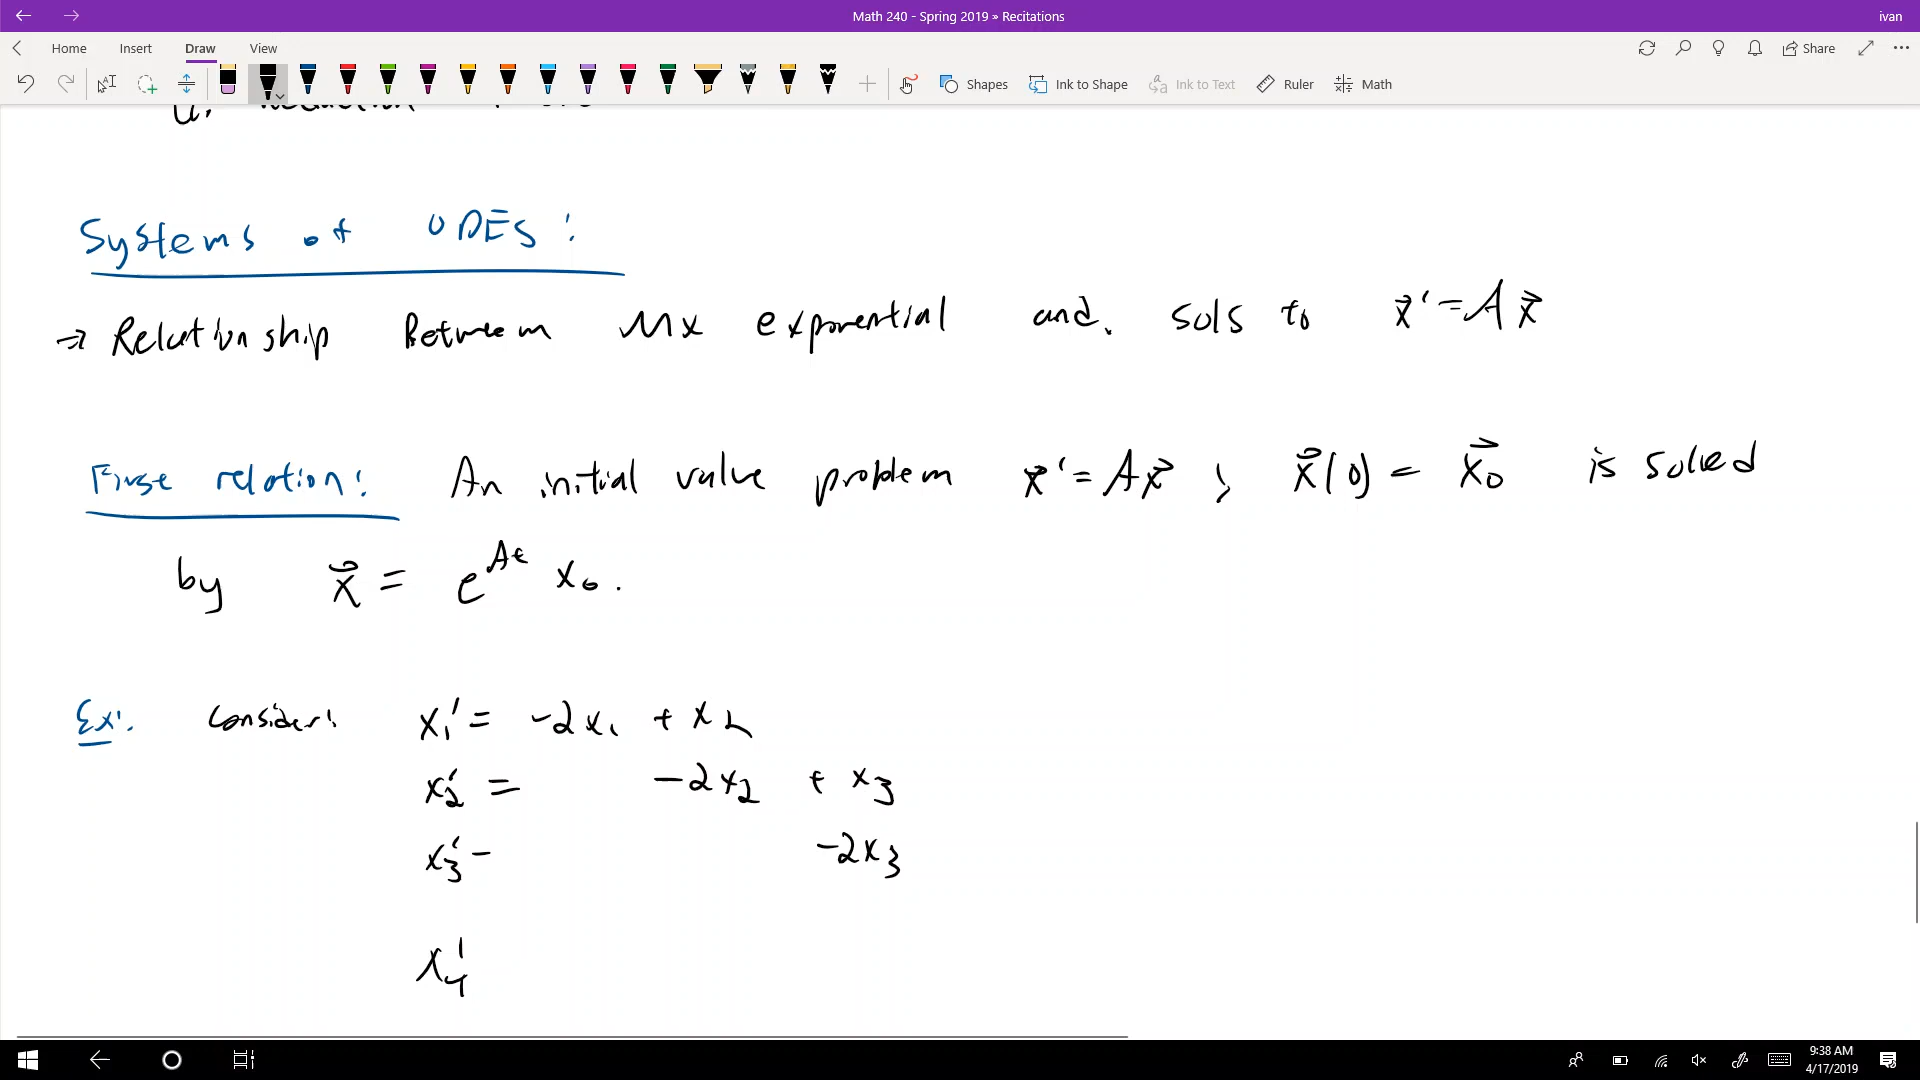 Math 240 - Spring 2019 » Recitations
ivan
Home Insert Draw View
Share
Shapes Ink to Shape Ink to Text Ruler Math
Systems of ODEs:
→ Relationship Between Mx exponential and. sols to x⃗' = A x⃗
First relation: An initial value problem x⃗' = A x⃗ ; x⃗(0) = x⃗₀ is solved
by x⃗ = e^{At} x₀.
Ex: Consider: x₁' = -2x₁ + x₂
x₂' = -2x₂ + x₃
x₃' = -2x₃
x₄'
9:38 AM
4/17/2019